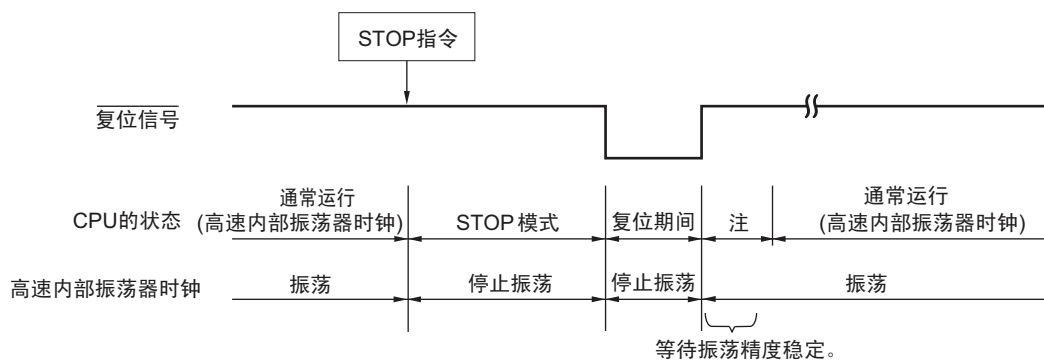 STOP指令
复位信号
通常运行
(高速内部振荡器时钟)
CPU的状态
STOP 模式
复位期间
注
通常运行
(高速内部振荡器时钟)
高速内部振荡器时钟
振荡
停止振荡
停止振荡
振荡
等待振荡精度稳定。